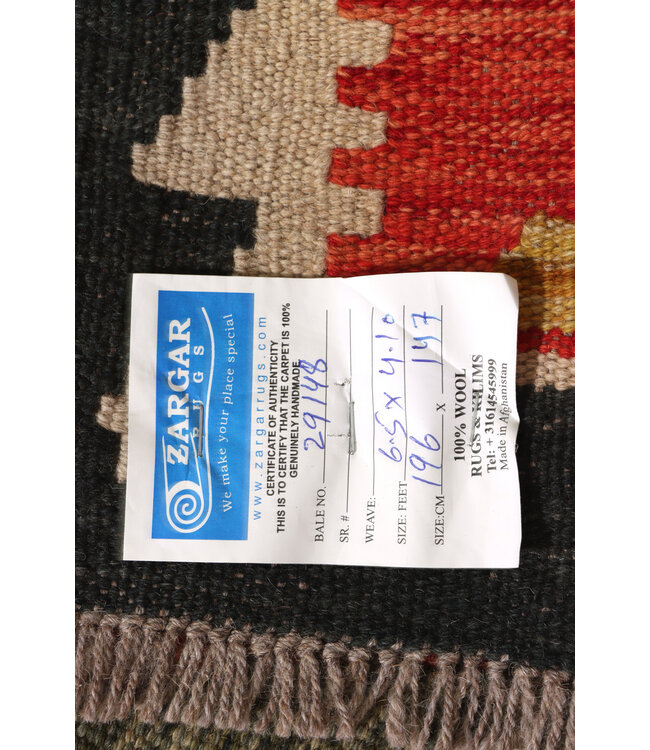 ZARGAR
RUGS
We make your place special
www.zargarrugs.com
CERTIFICATE OF AUTHENTICITY
THIS IS TO CERTIFY THAT THE CARPET IS 100%
GENUINELY HANDMADE
BALE NO. 29148
SR. #
WEAVE:
SIZE: FEET 6.5 x 4.10
SIZE:CM 196 X 147
100% WOOL
RUGS & KILIMS
Tel: + 31614545999
Made in Afghanistan